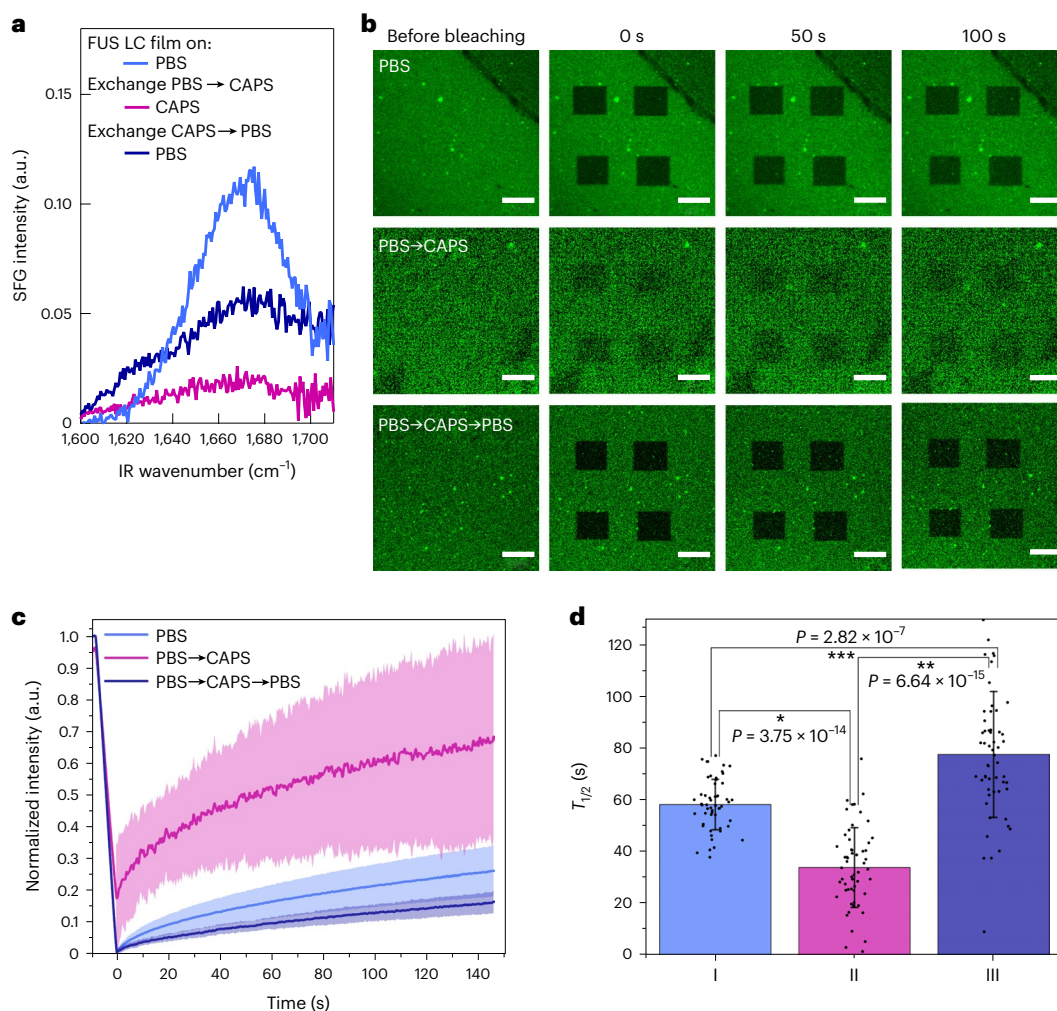 a
FUS LC film on:
PBS
Exchange PBS → CAPS
CAPS
Exchange CAPS → PBS
PBS
SFG intensity (a.u.)
0.15
0.10
0.05
0
1,600 1,620 1,640 1,660 1,680 1,700
IR wavenumber (cm⁻¹)
b
Before bleaching 0 s 50 s 100 s
PBS
PBS→CAPS
PBS→CAPS→PBS
c
PBS
PBS→CAPS
PBS→CAPS→PBS
Normalized intensity (a.u.)
1.0
0.9
0.8
0.7
0.6
0.5
0.4
0.3
0.2
0.1
0
0 20 40 60 80 100 120 140
Time (s)
d
P = 2.82 × 10⁻⁷
***
**
P = 6.64 × 10⁻¹⁵
*
P = 3.75 × 10⁻¹⁴
T1/2 (s)
120
100
80
60
40
20
0
I II III